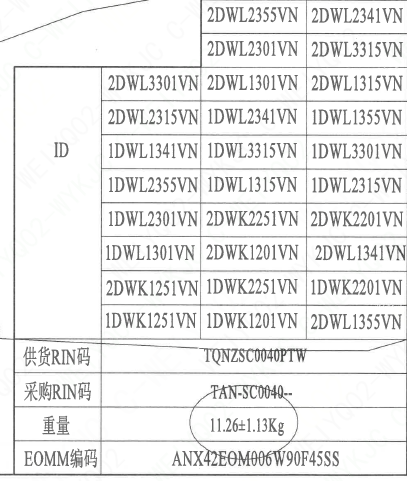 2DWL2355VN 2DWL2341VN
2DWL2301VN 2DWL3315VN
2DWL3301VN 2DWL1301VN 2DWL1315VN
2DWL2315VN 1DWL2341VN 1DWL1355VN
ID 1DWL1341VN 1DWL3315VN 1DWL3301VN
1DWL2355VN 1DWL1315VN 1DWL2315VN
1DWL2301VN 2DWK2251VN 2DWK2201VN
1DWL1301VN 2DWK1201VN 2DWL1341VN
2DWK1251VN 1DWK2251VN 1DWK2201VN
1DWK1251VN 1DWK1201VN 2DWL1355VN
供货RIN码 TQNZSC0040PTW
采购RIN码 TAN-SC0040--
重量 11.26±1.13Kg
EOMM编码 ANX42EOM006W90F45SS